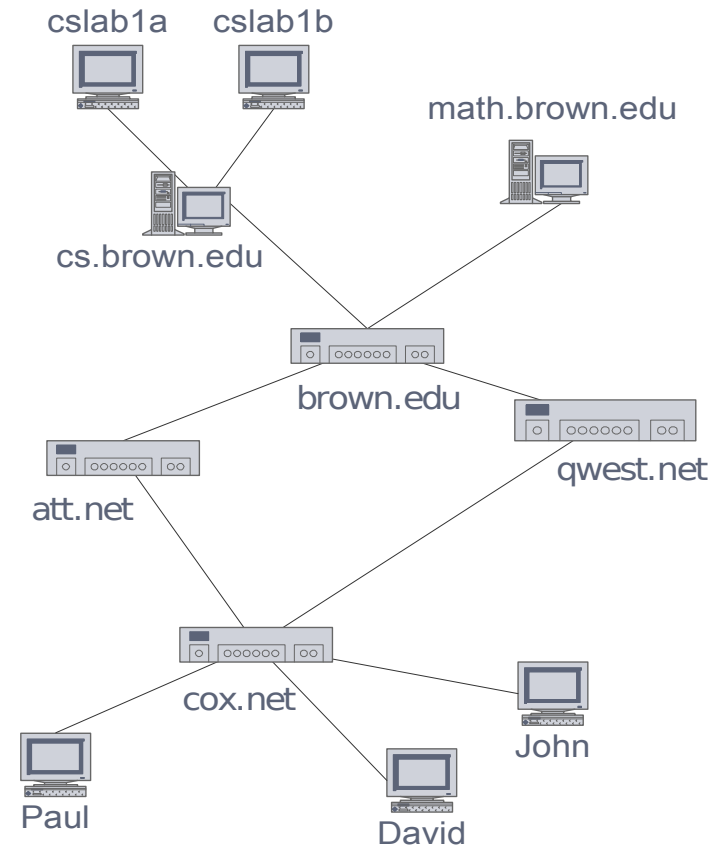 cslab1a
cslab1b
math.brown.edu
cs.brown.edu
brown.edu
qwest.net
att.net
cox.net
John
Paul
David